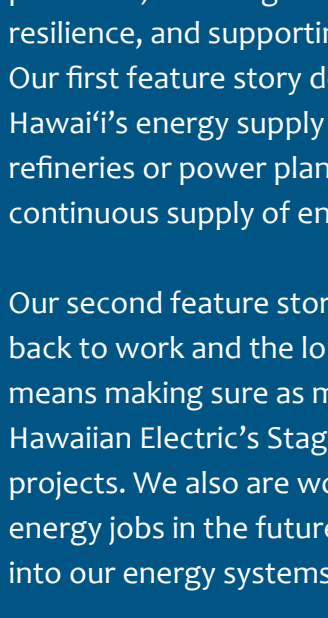 resilience, and supportin
Our first feature story d
Hawai‘i’s energy supply
refineries or power plan
continuous supply of en
Our second feature stor
back to work and the lo
means making sure as m
Hawaiian Electric’s Stag
projects. We also are wo
energy jobs in the future
into our energy systems